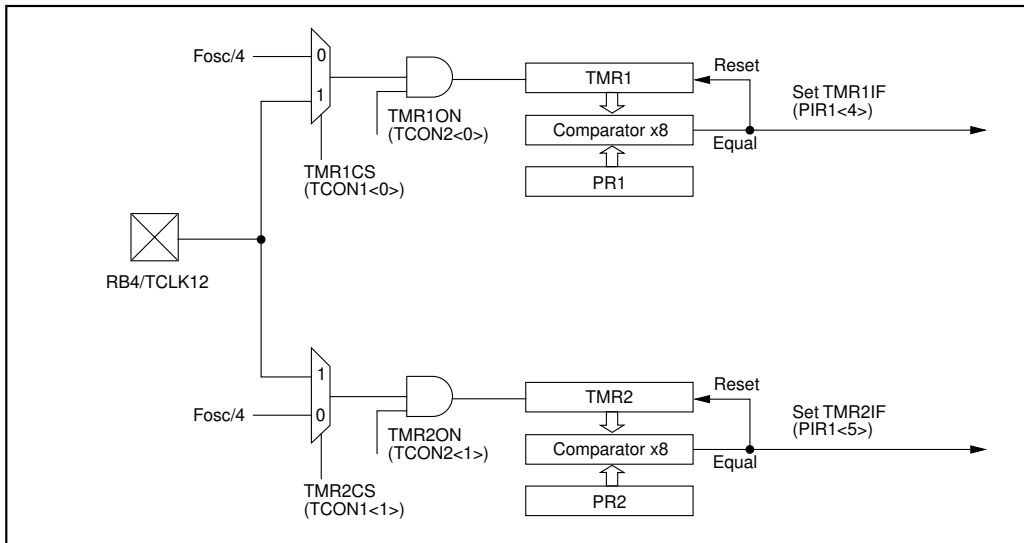 Fosc/4
0
1
TMR1ON
(TCON2<0>)
TMR1CS
(TCON1<0>)
TMR1
Comparator x8
PR1
Reset
Equal
Set TMR1IF
(PIR1<4>)
RB4/TCLK12
1
0
Fosc/4
TMR2ON
(TCON2<1>)
TMR2CS
(TCON1<1>)
TMR2
Comparator x8
PR2
Reset
Equal
Set TMR2IF
(PIR1<5>)